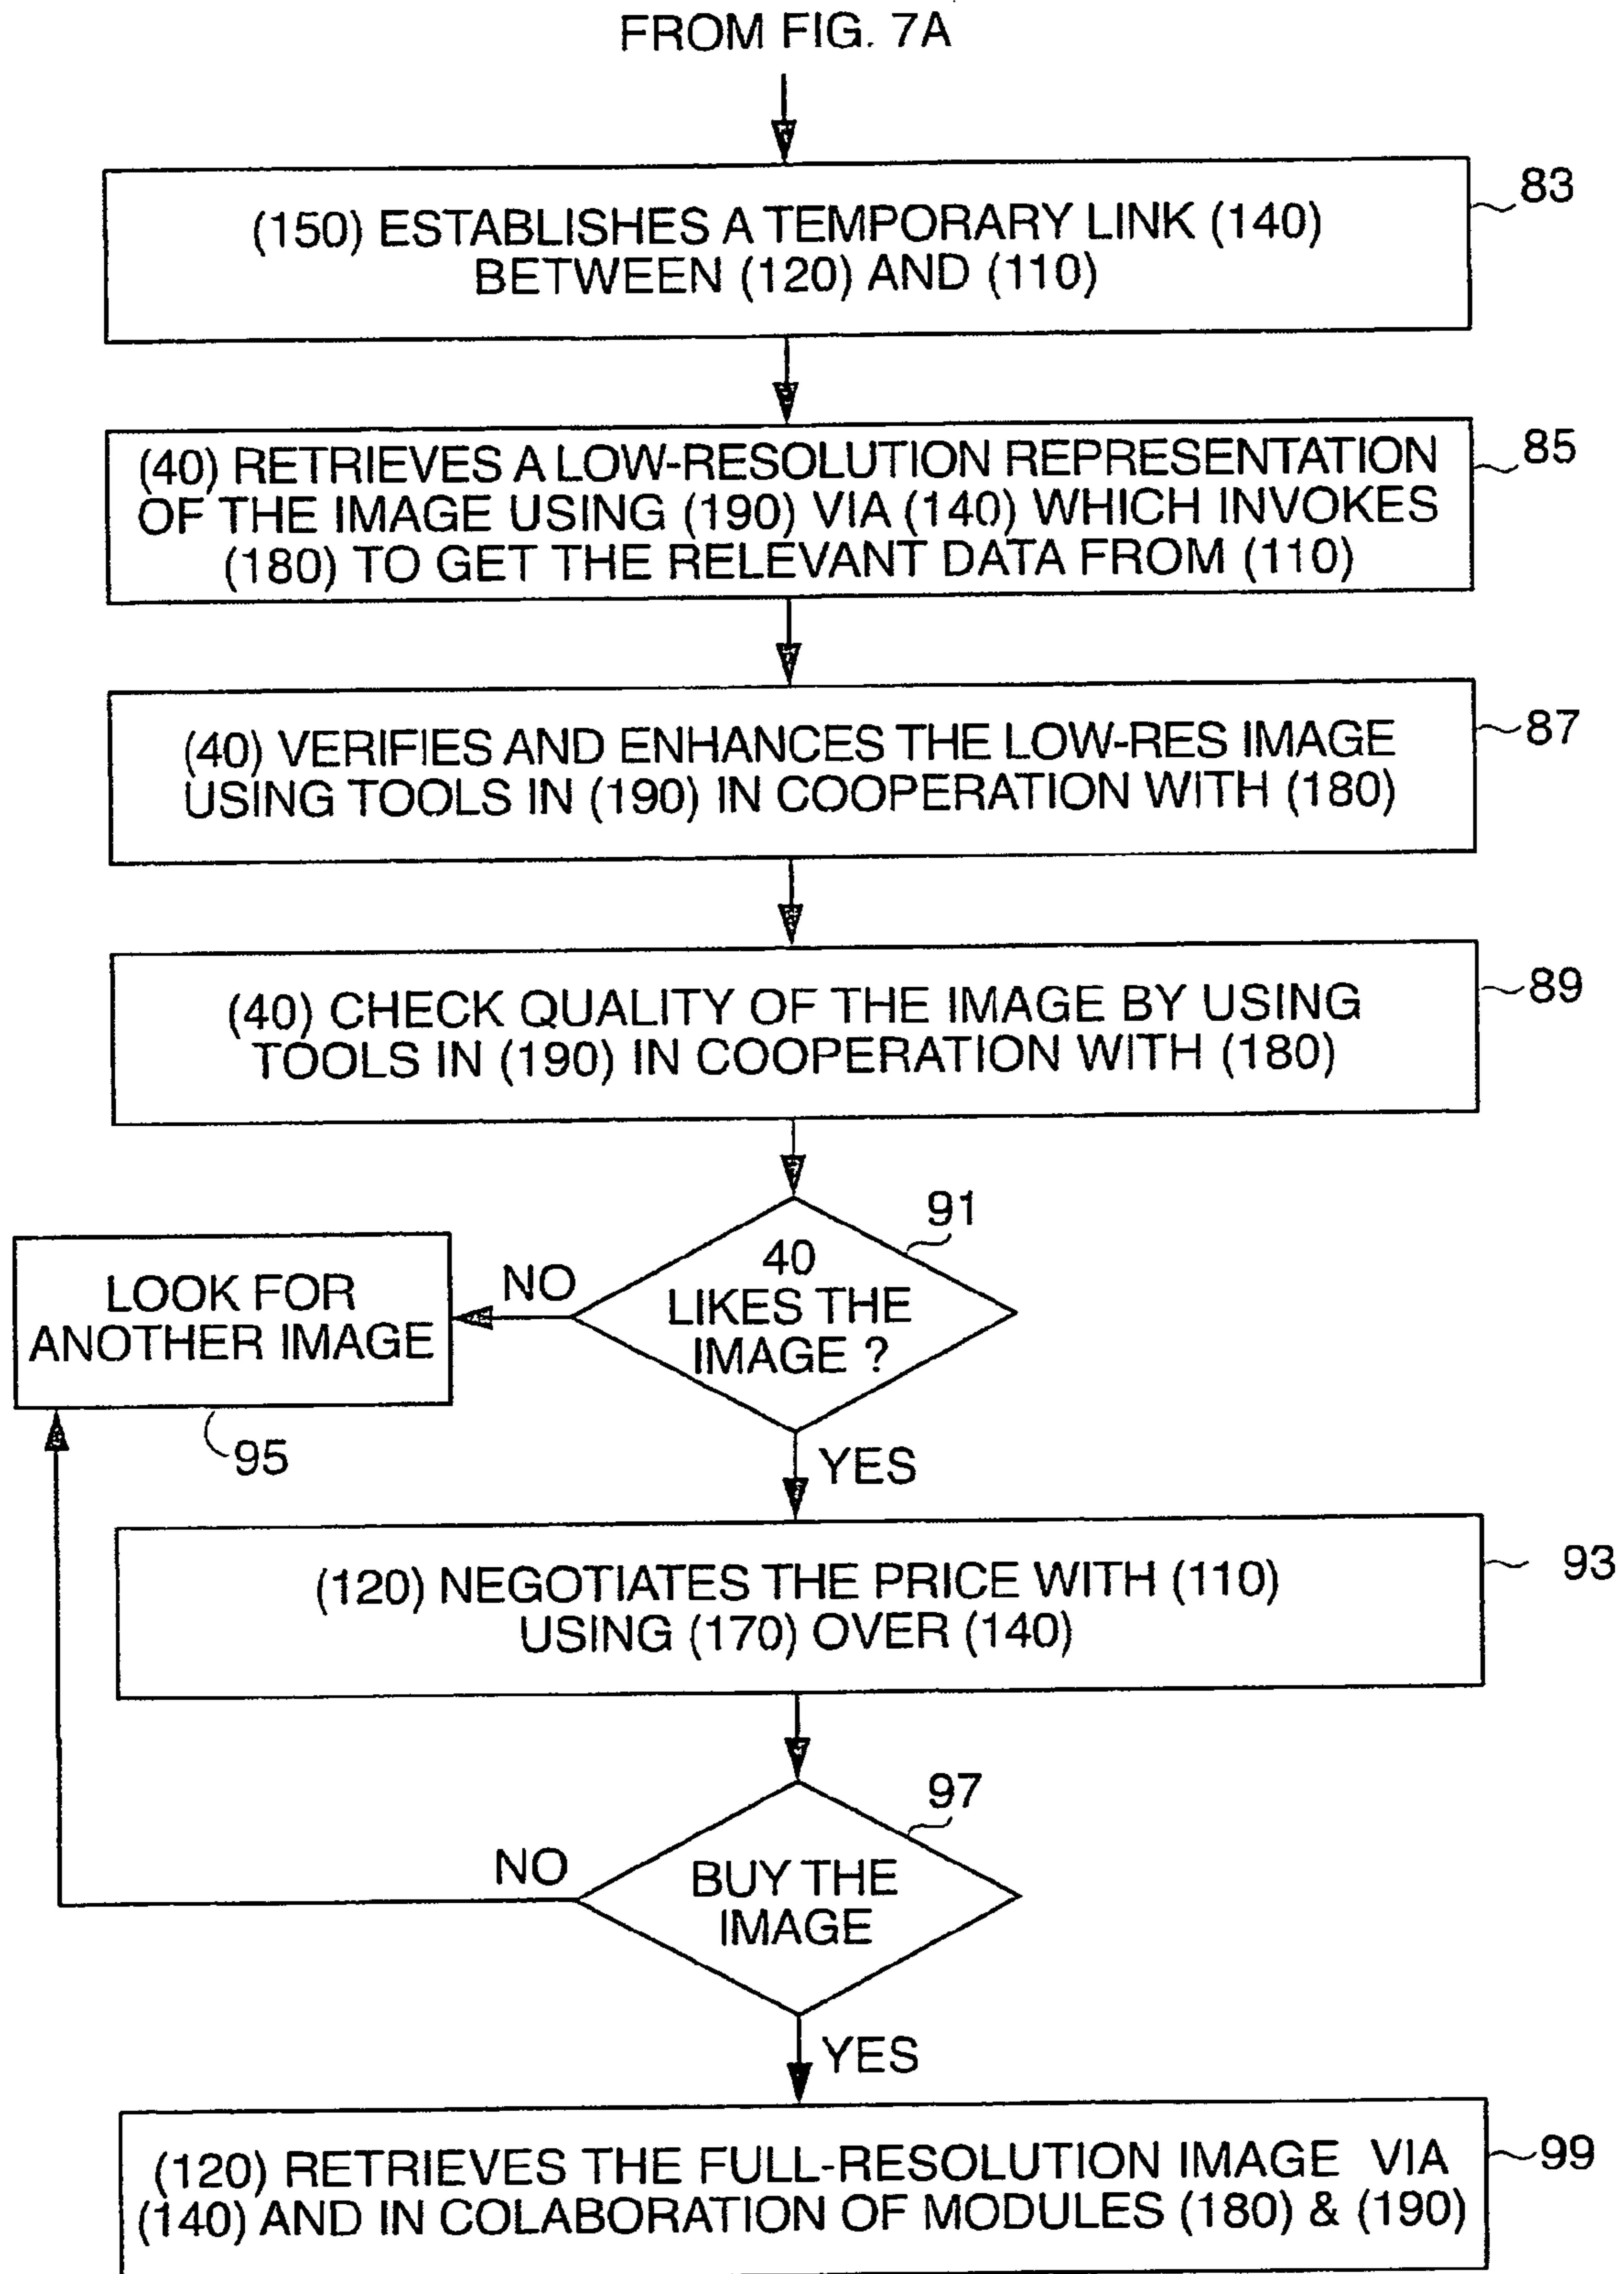 FROM FIG. 7A
83
(150) ESTABLISHES A TEMPORARY LINK (140)
BETWEEN (120) AND (110)
85
(40) RETRIEVES A LOW-RESOLUTION REPRESENTATION
OF THE IMAGE USING (190) VIA (140) WHICH INVOKES
(180) TO GET THE RELEVANT DATA FROM (110)
87
(40) VERIFIES AND ENHANCES THE LOW-RES IMAGE
USING TOOLS IN (190) IN COOPERATION WITH (180)
89
(40) CHECK QUALITY OF THE IMAGE BY USING
TOOLS IN (190) IN COOPERATION WITH (180)
91
40
LIKES THE
IMAGE ?
NO
LOOK FOR
ANOTHER IMAGE
95
YES
93
(120) NEGOTIATES THE PRICE WITH (110)
USING (170) OVER (140)
97
BUY THE
IMAGE
NO
YES
99
(120) RETRIEVES THE FULL-RESOLUTION IMAGE VIA
(140) AND IN COLABORATION OF MODULES (180) & (190)